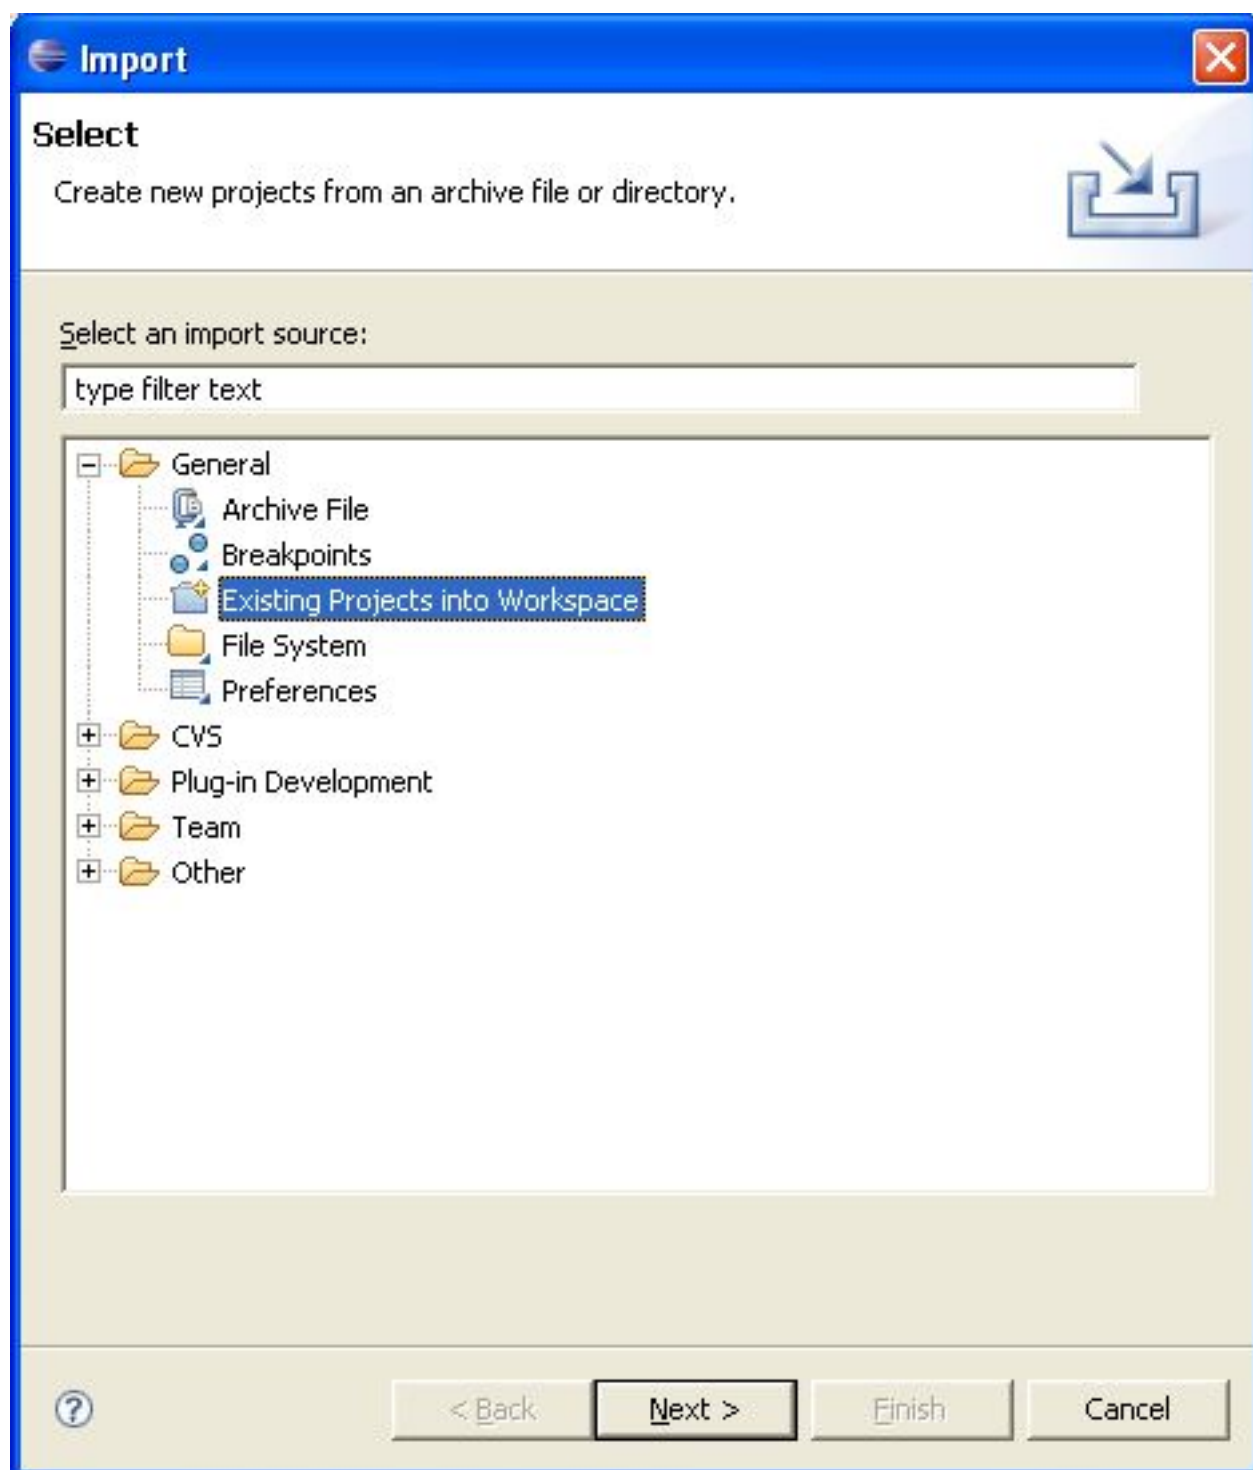 Import
Select
Create new projects from an archive file or directory.
Select an import source:
type filter text
General
Archive File
Breakpoints
Existing Projects into Workspace
File System
Preferences
CVS
Plug-in Development
Team
Other
? < Back Next > Finish Cancel